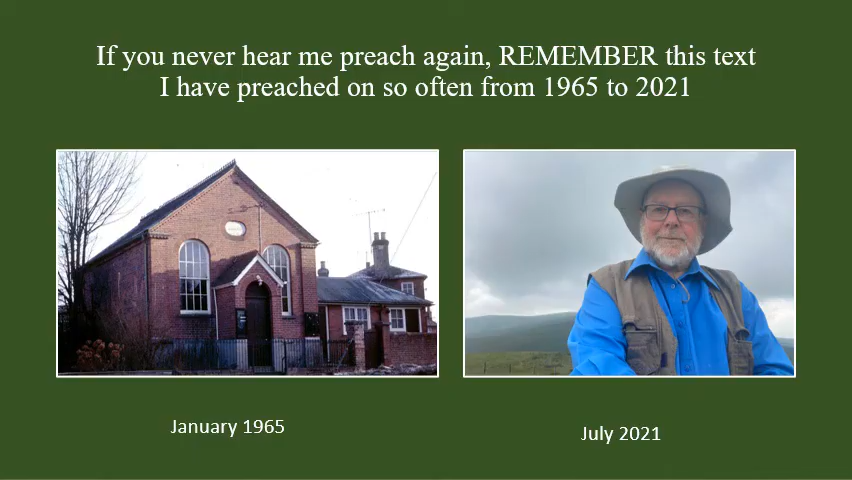 If you never hear me preach again, REMEMBER this text
I have preached on so often from 1965 to 2021
January 1965
July 2021